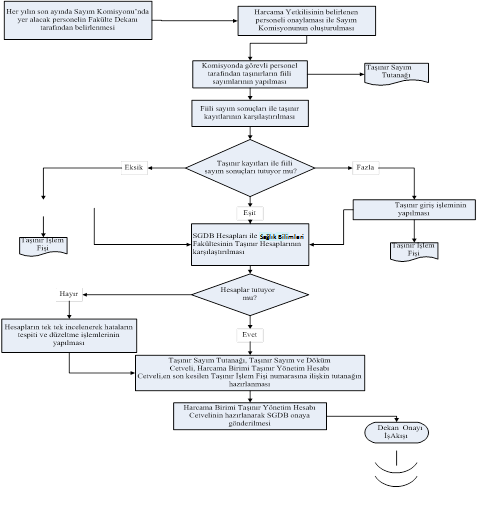 Her yılın son ayında Sayım Komisyonu’nda
yer alacak personelin Fakülte Dekanı
tarafından belirlenmesi
Harcama Yetkilisinin belirlenen
personeli onaylaması ile Sayım
Komisyonunun oluşturulması
Komisyonda görevli personel
tarafından taşınırların fiili
sayımlarının yapılması
Taşınır Sayım
Tutanağı
Fiili sayım sonuçları ile taşınır
kayıtlarının karşılaştırılması
Taşınır kayıtları ile fiili
sayım sonuçları tutuyor mu?
Eksik
Fazla
Eşit
Taşınır giriş işleminin
yapılması
Taşınır İşlem
Fişi
SGDB Hesapları ile Sağlık Bilimleri
Fakültesinin Taşınır Hesaplarının
karşılaştırılması
Taşınır İşlem
Fişi
Hesaplar tutuyor
mu?
Hayır
Evet
Hesapların tek tek incelenerek hataların
tespiti ve düzeltme işlemlerinin
yapılması
Taşınır Sayım Tutanağı, Taşınır Sayım ve Döküm
Cetveli, Harcama Birimi Taşınır Yönetim Hesabı
Cetveli,en son kesilen Taşınır İşlem Fişi numarasına ilişkin tutanağın
hazırlanması
Harcama Birimi Taşınır Yönetim Hesabı
Cetvelinin hazırlanarak SGDB onaya
gönderilmesi
Dekan Onayı
İşAkışı